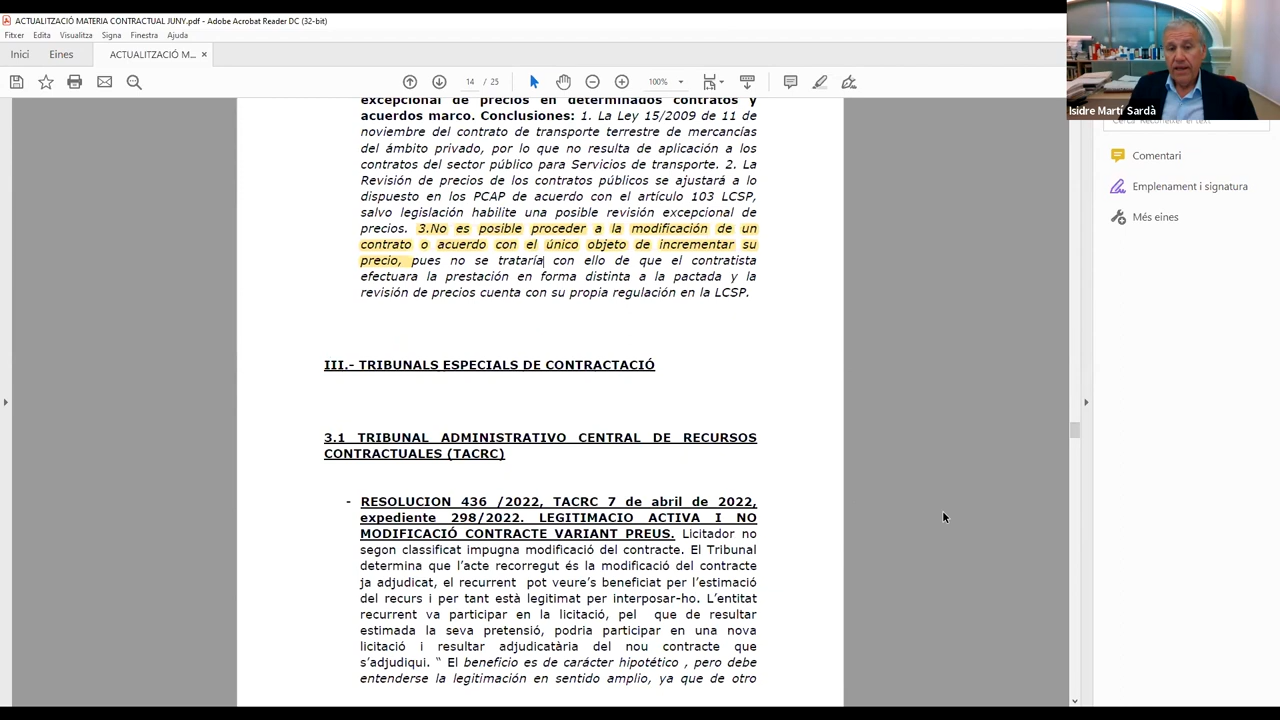 ACTUALITZACIÓ MATERIA CONTRACTUAL JUNY.pdf - Adobe Acrobat Reader DC (32-bit)
Fitxer Edita Visualitza Signa Finestra Ajuda
Inici Eines ACTUALITZACIÓ M... ×
14 / 25 100%
Isidre Martí Sardà
Cerca "Reconeixer el text"
Comentari
Emplenament i signatura
Més eines
excepcional de precios en determinados contratos y
acuerdos marco. Conclusiones: 1. La Ley 15/2009 de 11 de
noviembre del contrato de transporte terrestre de mercancías
del ámbito privado, por lo que no resulta de aplicación a los
contratos del sector público para Servicios de transporte. 2. La
Revisión de precios de los contratos públicos se ajustará a lo
dispuesto en los PCAP de acuerdo con el artículo 103 LCSP,
salvo legislación habilite una posible revisión excepcional de
precios. 3.No es posible proceder a la modificación de un
contrato o acuerdo con el único objeto de incrementar su
precio, pues no se trataría con ello de que el contratista
efectuara la prestación en forma distinta a la pactada y la
revisión de precios cuenta con su propia regulación en la LCSP.
III.- TRIBUNALS ESPECIALS DE CONTRACTACIÓ
3.1 TRIBUNAL ADMINISTRATIVO CENTRAL DE RECURSOS
CONTRACTUALES (TACRC)
- RESOLUCION 436 /2022, TACRC 7 de abril de 2022,
expediente 298/2022. LEGITIMACIO ACTIVA I NO
MODIFICACIÓ CONTRACTE VARIANT PREUS. Licitador no
segon classificat impugna modificació del contracte. El Tribunal
determina que l'acte recorregut és la modificació del contracte
ja adjudicat, el recurrent pot veure's beneficiat per l'estimació
del recurs i per tant està legitimat per interposar-ho. L'entitat
recurrent va participar en la licitació, pel que de resultar
estimada la seva pretensió, podria participar en una nova
licitació i resultar adjudicatària del nou contracte que
s'adjudiqui. " El beneficio es de carácter hipotético , pero debe
entenderse la legitimación en sentido amplio, ya que de otro